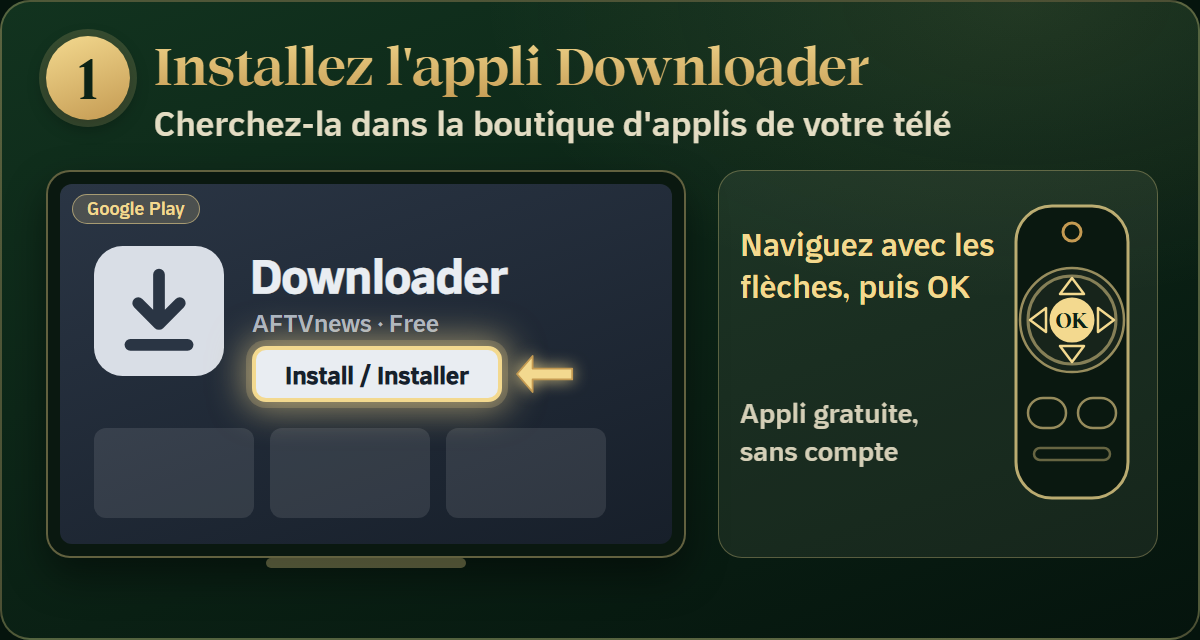 1
Installez l'appli Downloader
Cherchez-la dans la boutique d'applis de votre télé
Google Play
Downloader
AFTVnews · Free
Install / Installer
Naviguez avec les
flèches, puis OK
OK
Appli gratuite,
sans compte